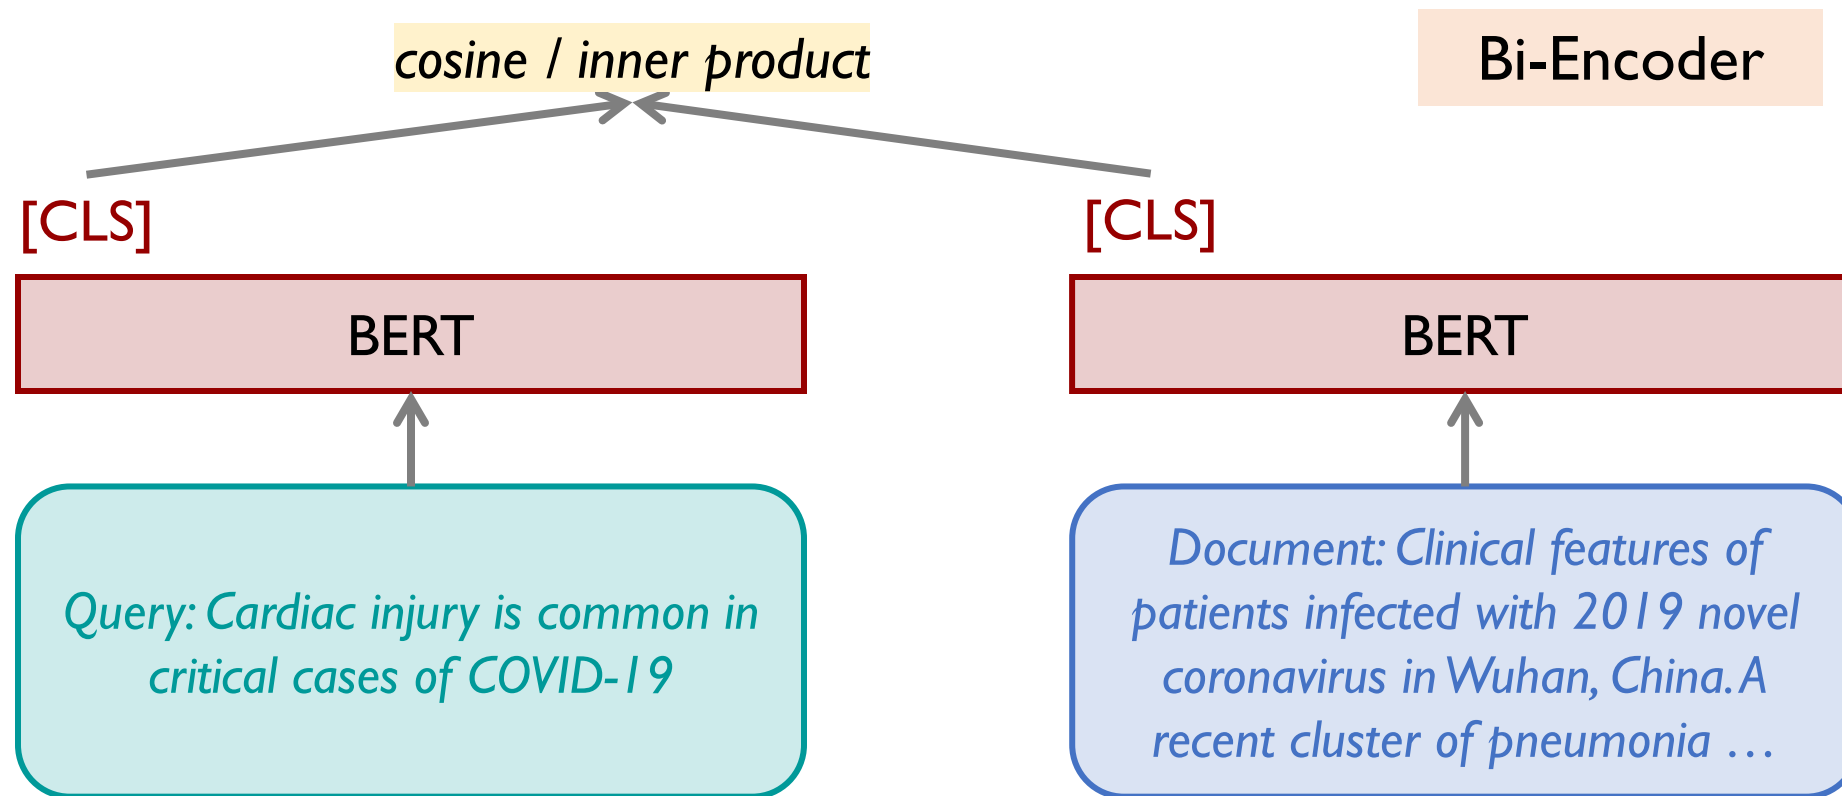 cosine / inner product
Bi-Encoder
[CLS]
[CLS]
BERT
BERT
Query: Cardiac injury is common in
critical cases of COVID-19
Document: Clinical features of
patients infected with 2019 novel
coronavirus in Wuhan, China. A
recent cluster of pneumonia …